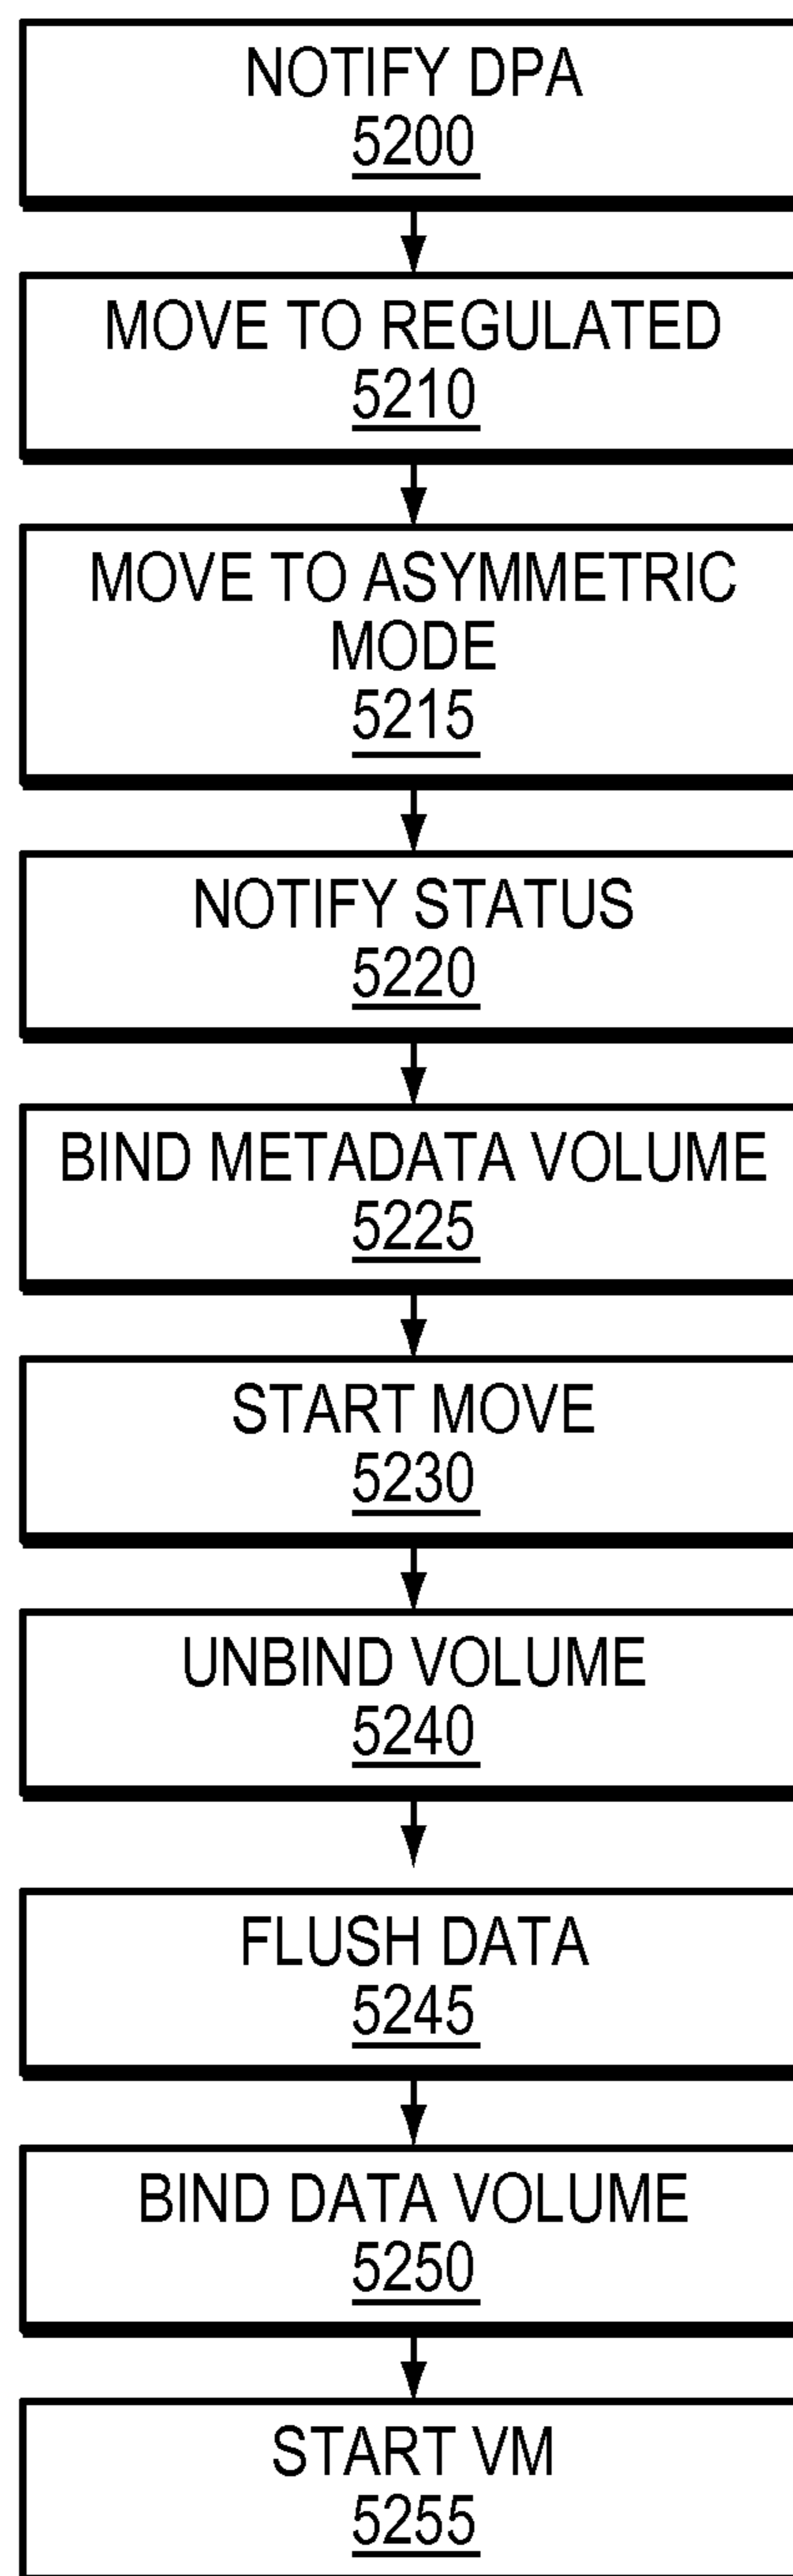 NOTIFY DPA
5200
MOVE TO REGULATED
5210
MOVE TO ASYMMETRIC
MODE
5215
NOTIFY STATUS
5220
BIND METADATA VOLUME
5225
START MOVE
5230
UNBIND VOLUME
5240
FLUSH DATA
5245
BIND DATA VOLUME
5250
START VM
5255